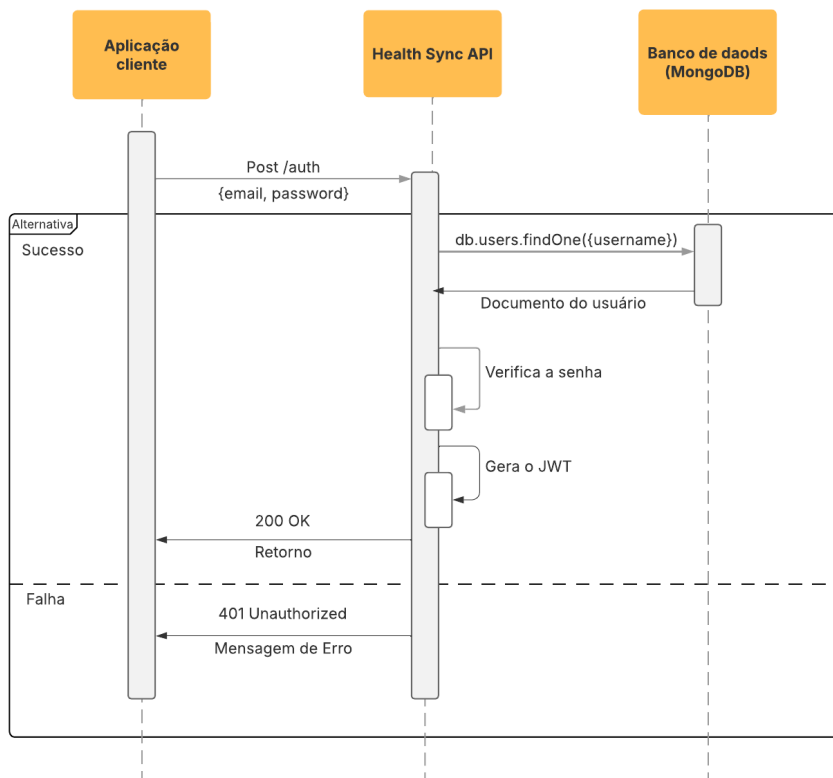 Aplicação
cliente
Health Sync API
Banco de daods
(MongoDB)
Post /auth
{email, password}
Alternativa
Sucesso
db.users.findOne({username})
Documento do usuário
Verifica a senha
Gera o JWT
200 OK
Retorno
Falha
401 Unauthorized
Mensagem de Erro